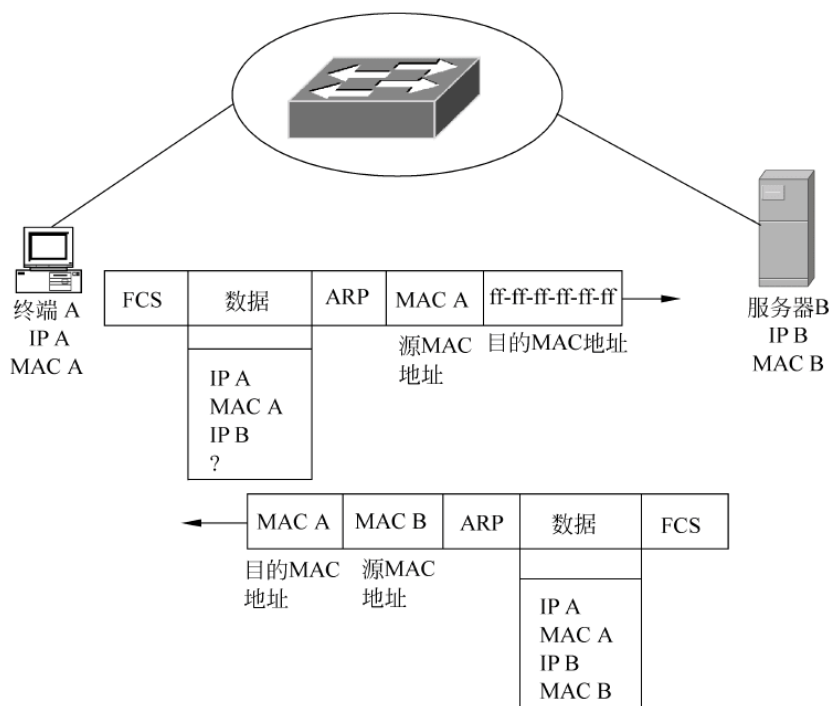 FCS 数据 ARP MAC A ff-ff-ff-ff-ff-ff
终端 A
IP A
MAC A
服务器B
IP B
MAC B
源MAC
地址
目的MAC地址
IP A
MAC A
IP B
?
MAC A MAC B ARP 数据 FCS
目的MAC
地址
源MAC
地址
IP A
MAC A
IP B
MAC B